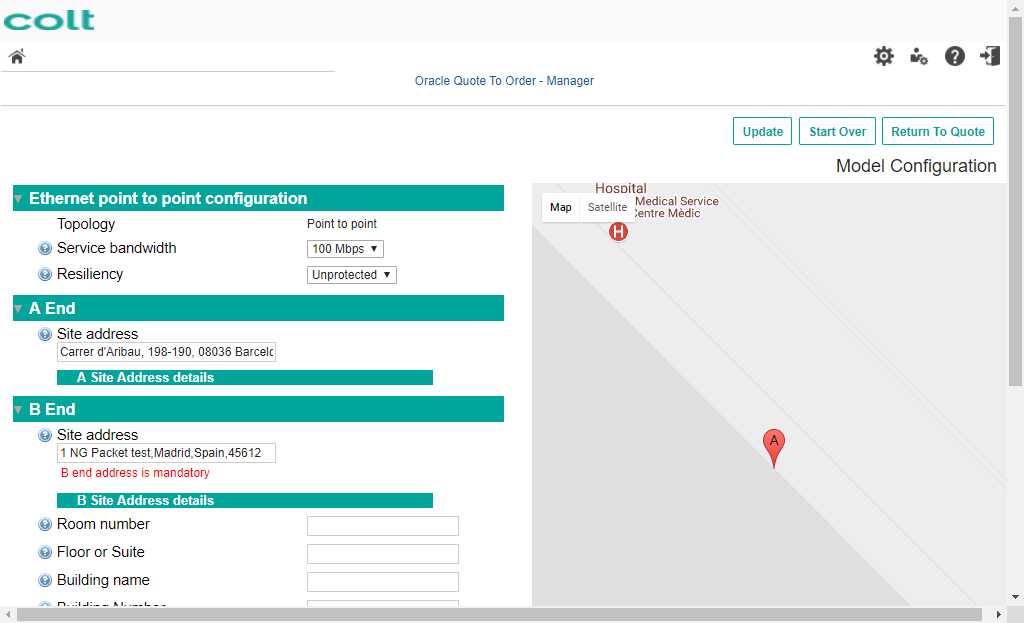 colt
Oracle Quote To Order - Manager
Update
Start Over
Return To Quote
Model Configuration
Ethernet point to point configuration
Topology
Point to point
Service bandwidth
100 Mbps
Resiliency
Unprotected
A End
Site address
Carrer d'Aribau, 198-190, 08036 Barcelo
A Site Address details
B End
Site address
1 NG Packet test,Madrid,Spain,45612
B end address is mandatory
B Site Address details
Room number
Floor or Suite
Building name
Building Number
Hospital
Medical Service
Centre Mèdic
Map
Satellite
H
A